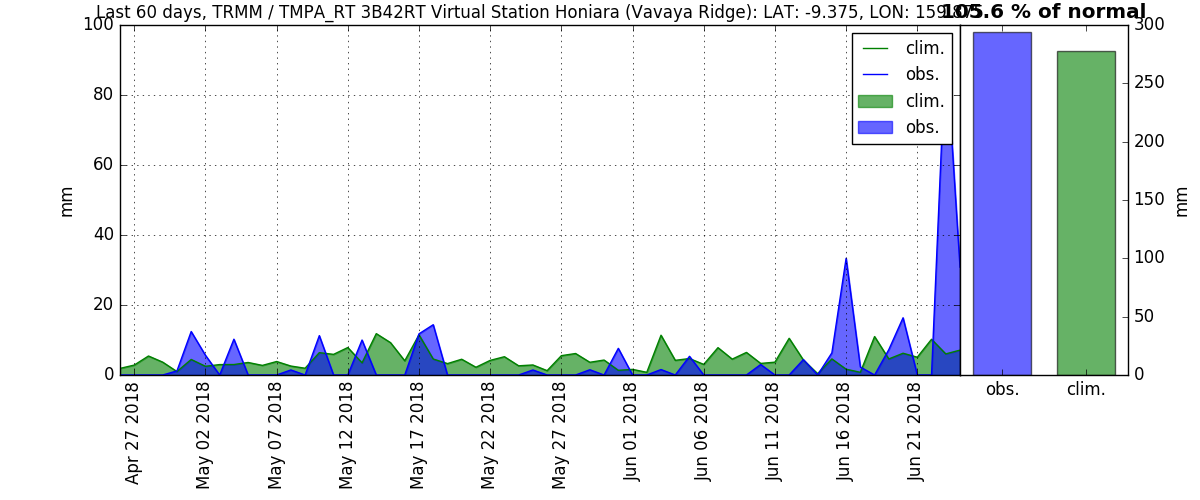 Last 60 days, TRMM / TMPA_RT 3B42RT Virtual Station Honiara (Vavaya Ridge): LAT: -9.375, LON:
105.6 % of normal
100
80
60
40
20
0
mm
clim.
obs.
clim.
obs.
300
250
200
150
100
50
0
mm
obs.
clim.
Apr 27 2018
May 02 2018
May 07 2018
May 12 2018
May 17 2018
May 22 2018
May 27 2018
Jun 01 2018
Jun 06 2018
Jun 11 2018
Jun 16 2018
Jun 21 2018